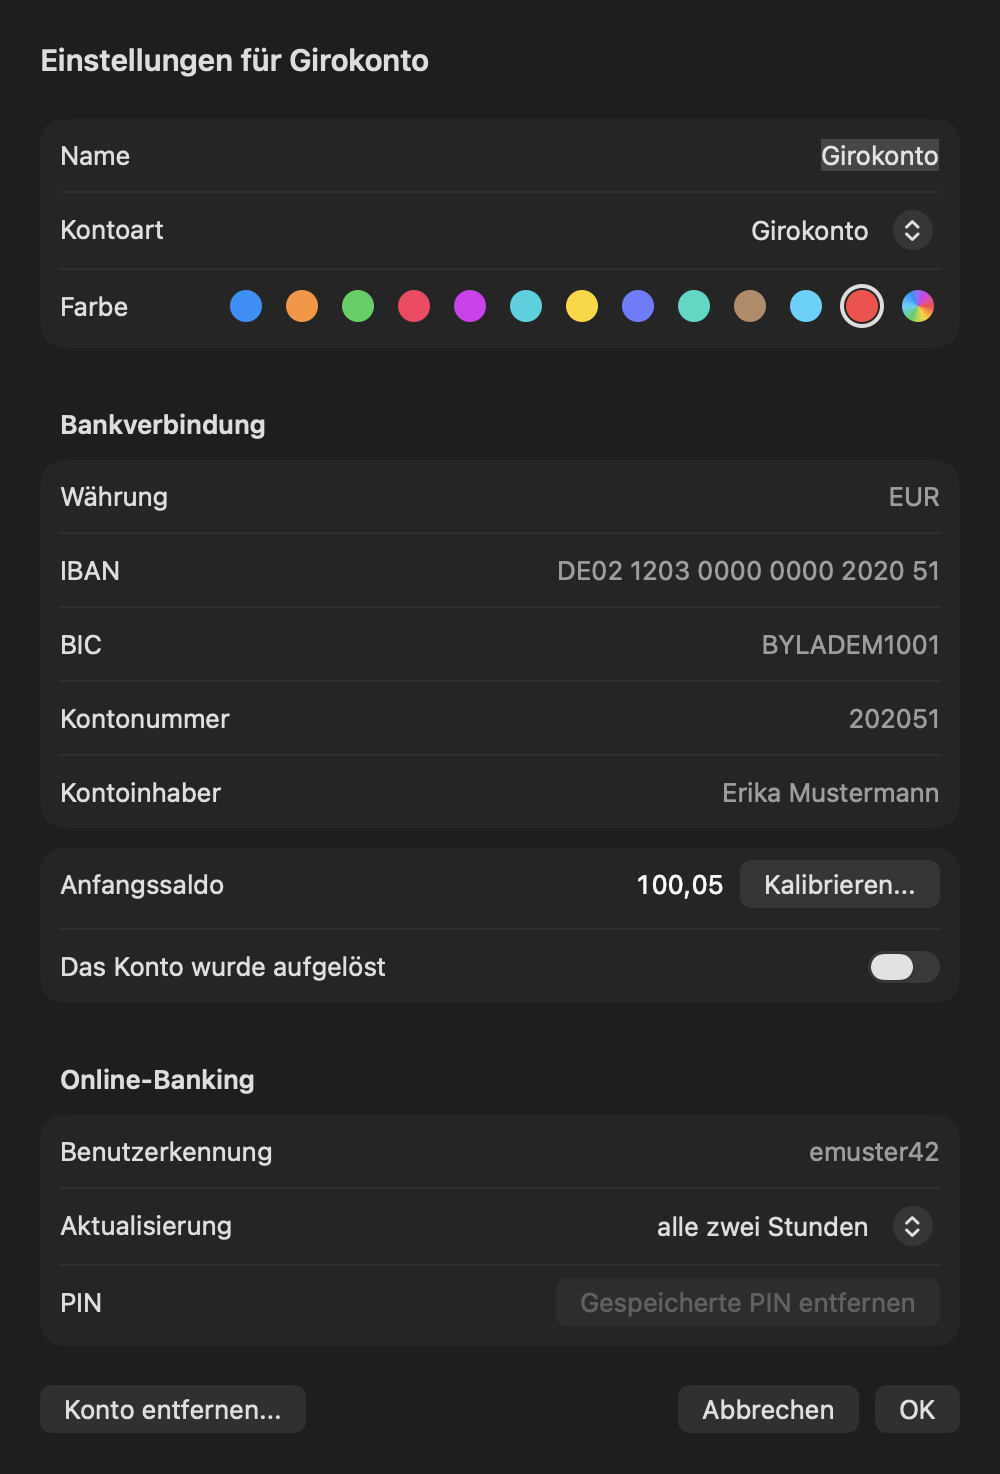 Einstellungen für Girokonto
Name Girokonto
Kontoart Girokonto
Farbe
Bankverbindung
Währung EUR
IBAN DE02 1203 0000 0000 2020 51
BIC BYLADEM1001
Kontonummer 202051
Kontoinhaber Erika Mustermann
Anfangssaldo 100,05 Kalibrieren...
Das Konto wurde aufgelöst
Online-Banking
Benutzerkennung emuster42
Aktualisierung alle zwei Stunden
PIN Gespeicherte PIN entfernen
Konto entfernen... Abbrechen OK